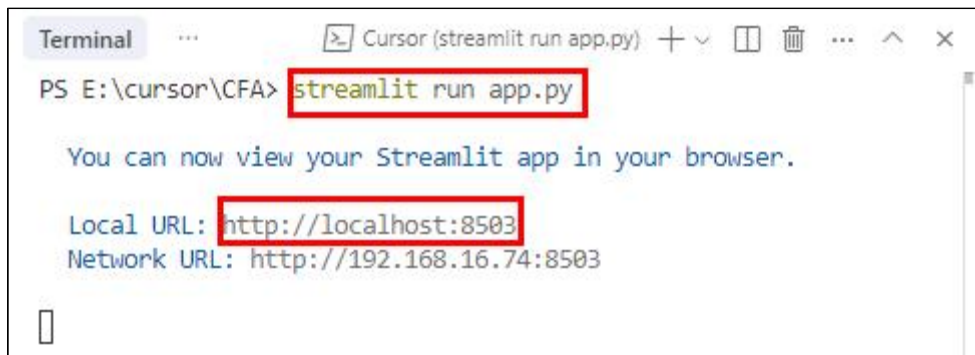 Terminal ... Cursor (streamlit run app.py)
PS E:\cursor\CFA> streamlit run app.py
You can now view your Streamlit app in your browser.
Local URL: http://localhost:8503
Network URL: http://192.168.16.74:8503